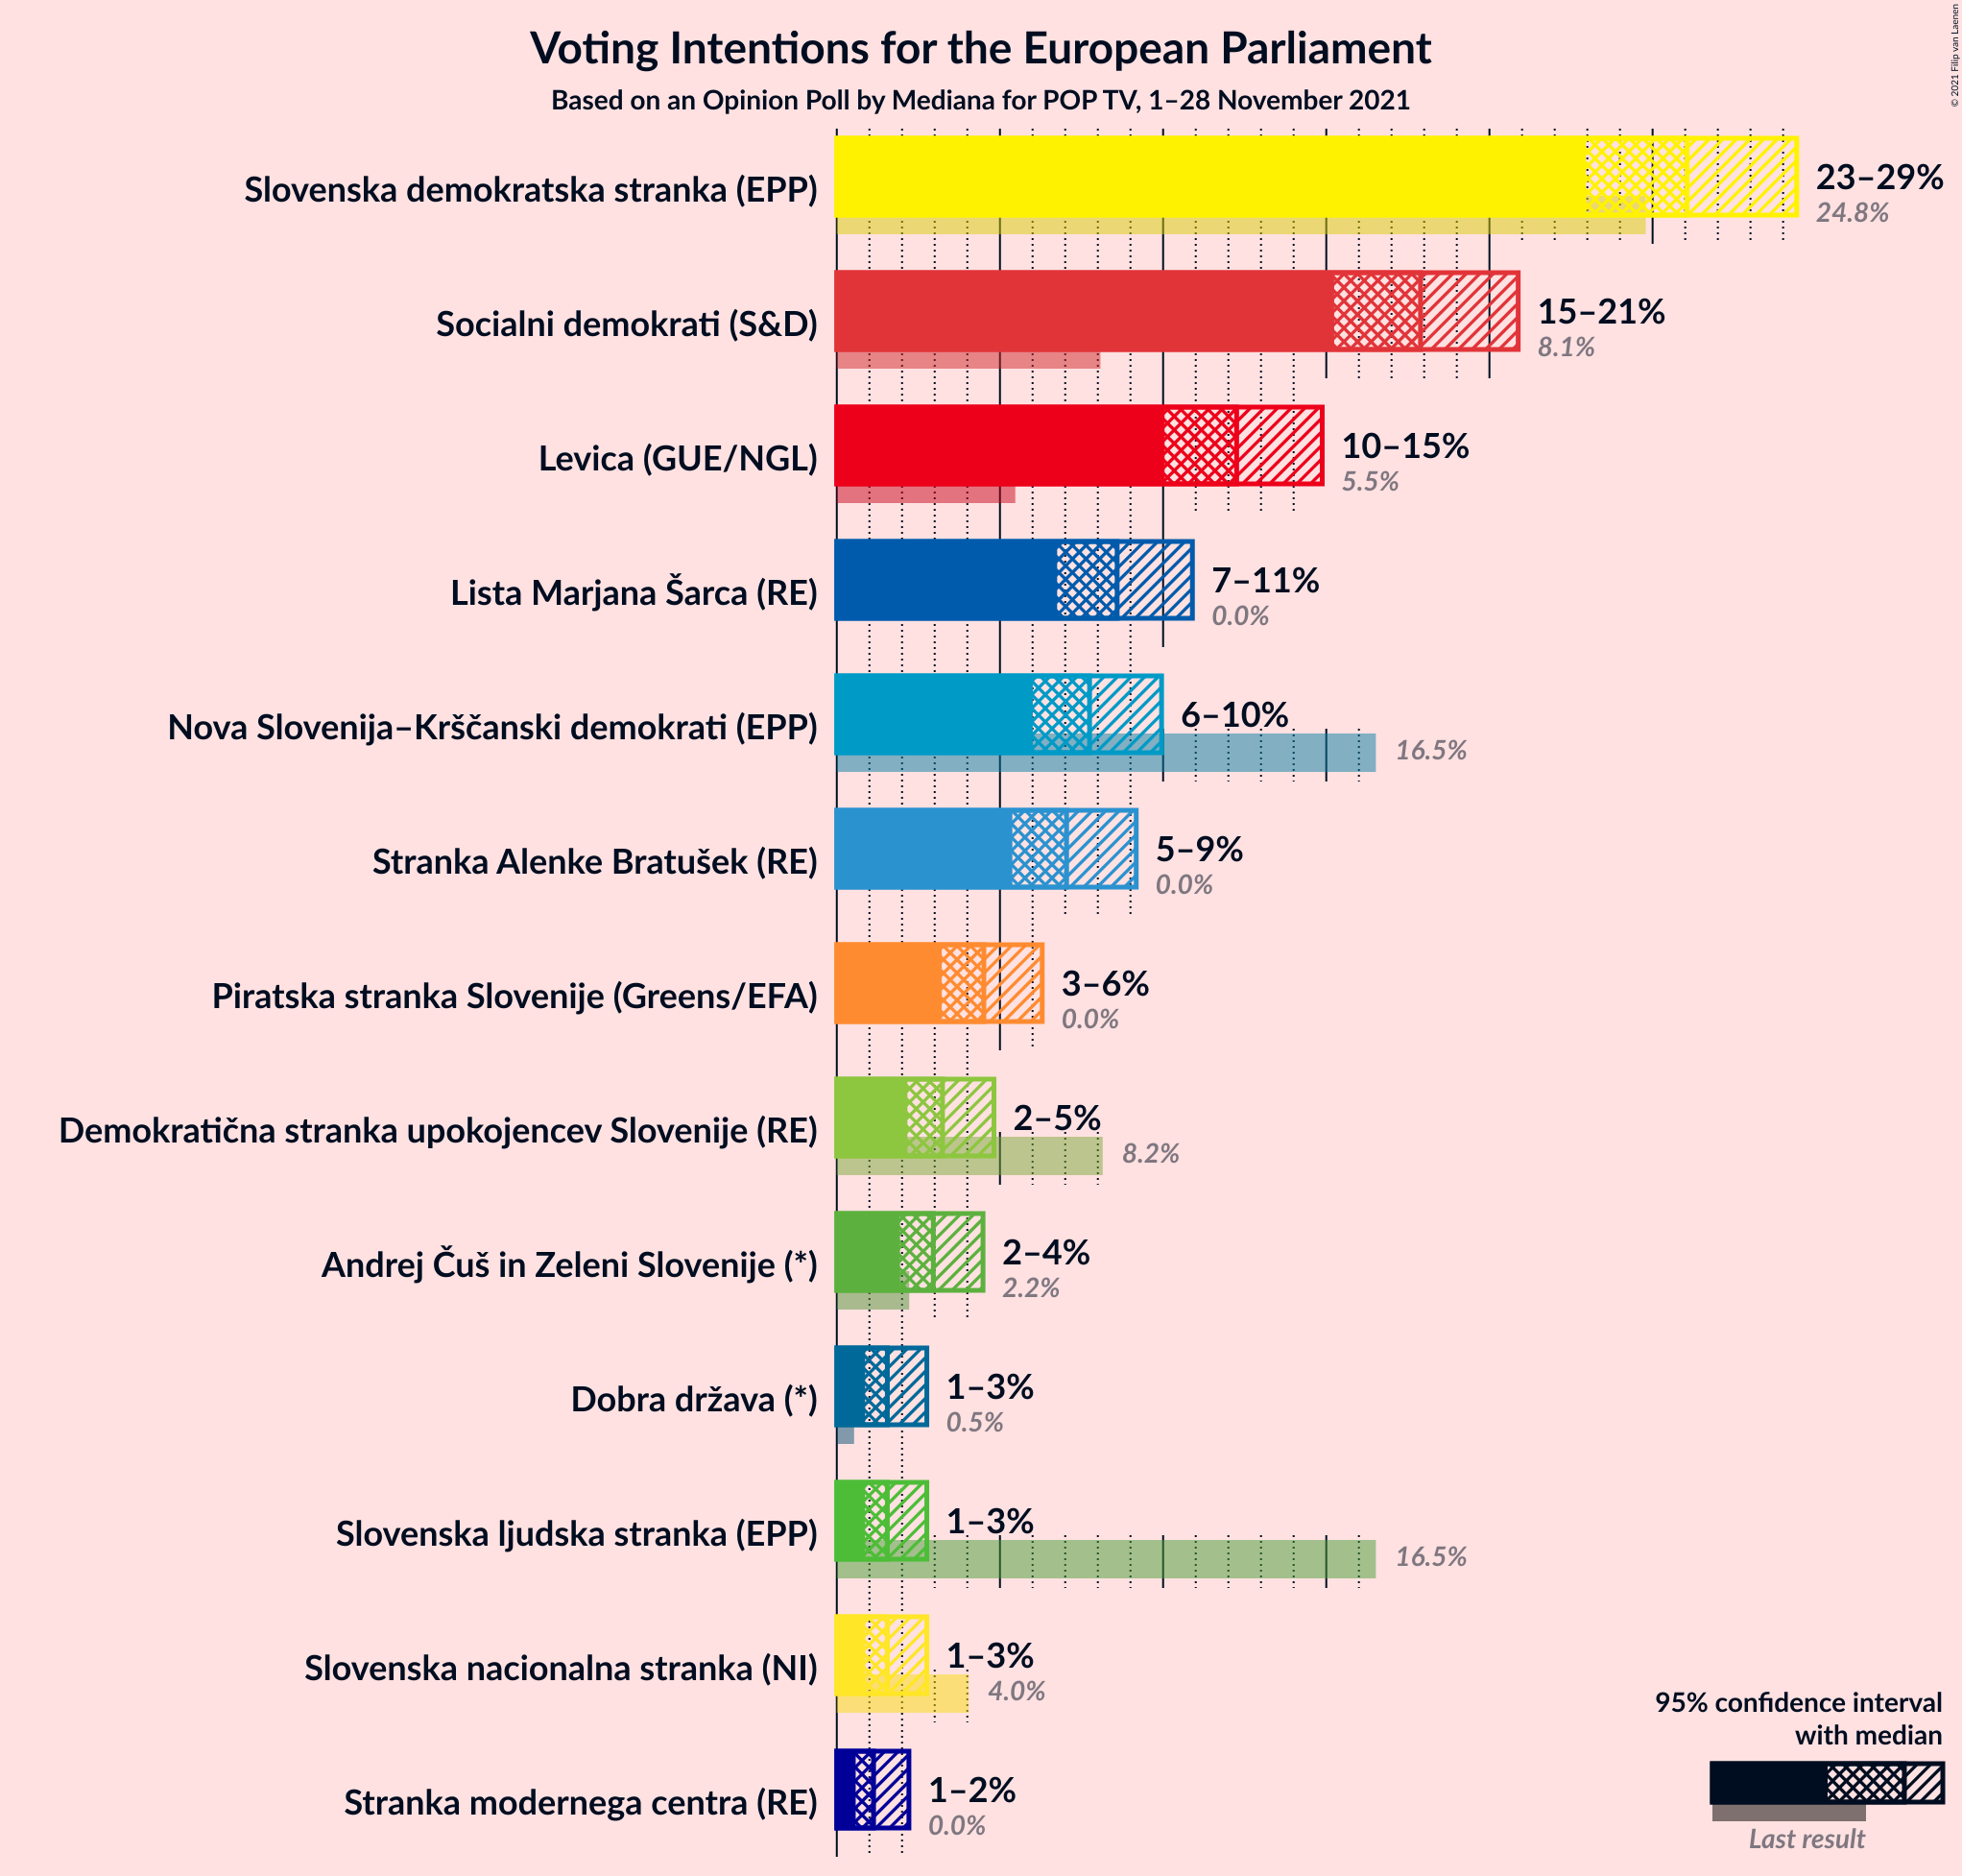 Voting Intentions for the European Parliament
Based on an Opinion Poll by Mediana for POP TV, 1–28 November 2021
© 2021 Filip van Laenen
Slovenska demokratska stranka (EPP)
23–29%
24.8%
Socialni demokrati (S&D)
15–21%
8.1%
Levica (GUE/NGL)
10–15%
5.5%
Lista Marjana Šarca (RE)
7–11%
0.0%
Nova Slovenija–Krščanski demokrati (EPP)
6–10%
16.5%
Stranka Alenke Bratušek (RE)
5–9%
0.0%
Piratska stranka Slovenije (Greens/EFA)
3–6%
0.0%
Demokratična stranka upokojencev Slovenije (RE)
2–5%
8.2%
Andrej Čuš in Zeleni Slovenije (*)
2–4%
2.2%
Dobra država (*)
1–3%
0.5%
Slovenska ljudska stranka (EPP)
1–3%
16.5%
Slovenska nacionalna stranka (NI)
1–3%
4.0%
Stranka modernega centra (RE)
1–2%
0.0%
95% confidence interval
with median
Last result